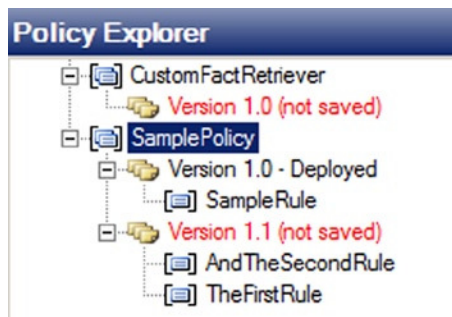 Policy Explorer
CustomFactRetriever
Version 1.0 (not saved)
SamplePolicy
Version 1.0 - Deployed
SampleRule
Version 1.1 (not saved)
AndTheSecondRule
TheFirstRule